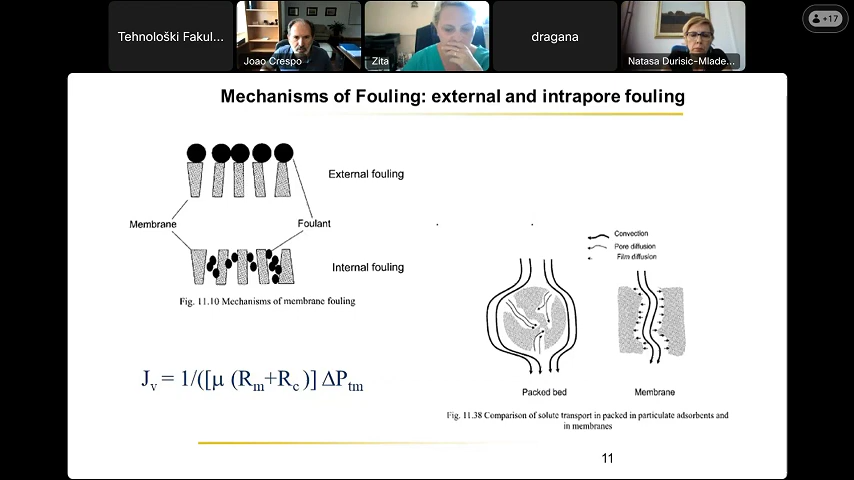 Tehnološki Fakul...
Joao Crespo
Zita
dragana
Natasa Durisic-Mlade...
+17
Mechanisms of Fouling: external and intrapore fouling
External fouling
Membrane
Foulant
Internal fouling
Fig. 11.10 Mechanisms of membrane fouling
Convection
Pore diffusion
Film diffusion
Packed bed
Membrane
Fig. 11.38 Comparison of solute transport in packed in particulate adsorbents and
in membranes
Jv = 1/([μ (Rm+Rc )] ΔPtm
11